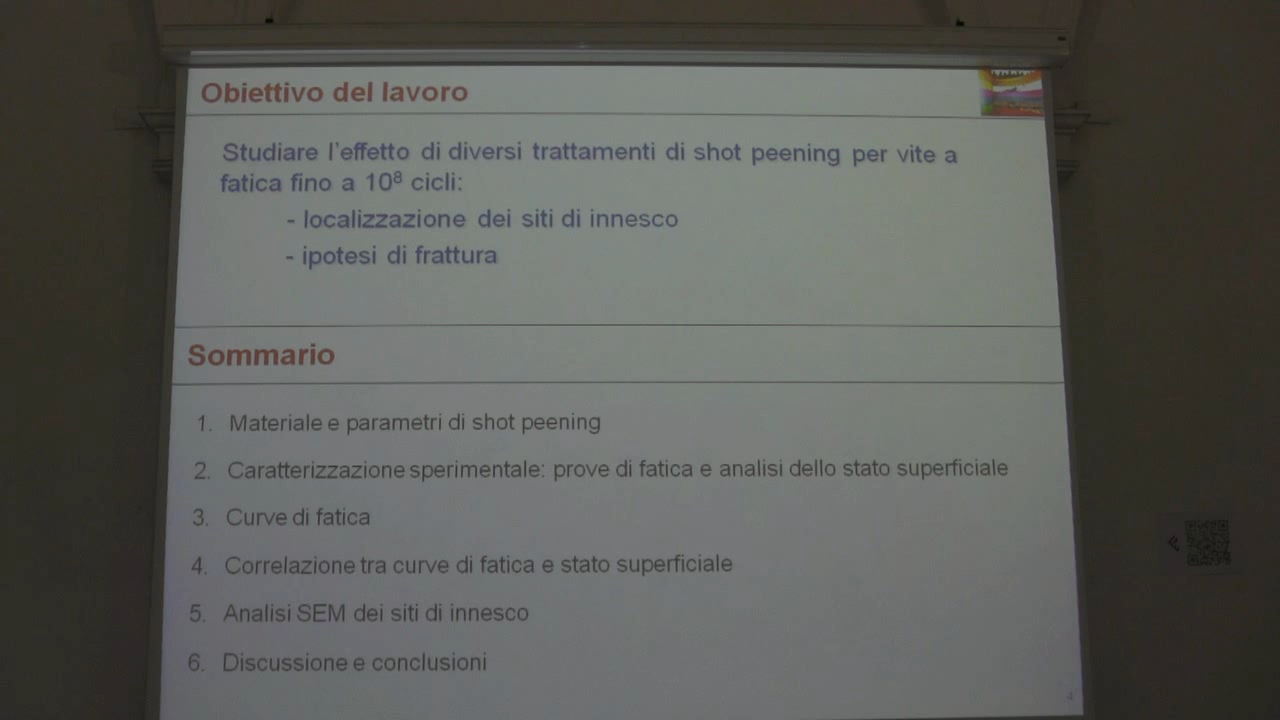 Obiettivo del lavoro
Studiare l'effetto di diversi trattamenti di shot peening per vite a
fatica fino a 10⁸ cicli:
- localizzazione dei siti di innesco
- ipotesi di frattura
Sommario
1. Materiale e parametri di shot peening
2. Caratterizzazione sperimentale: prove di fatica e analisi dello stato superficiale
3. Curve di fatica
4. Correlazione tra curve di fatica e stato superficiale
5. Analisi SEM dei siti di innesco
6. Discussione e conclusioni
4